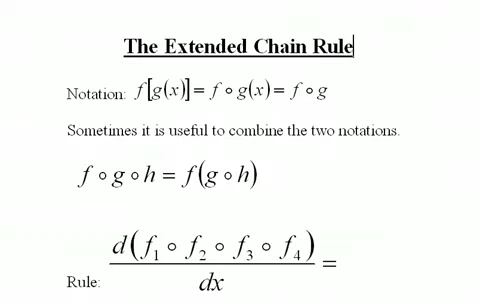 The Extended Chain Rule
Notation: f[g(x)] = f ∘ g(x) = f ∘ g
Sometimes it is useful to combine the two notations.
f ∘ g ∘ h = f(g ∘ h)
Rule: d(f₁ ∘ f₂ ∘ f₃ ∘ f₄)/dx =